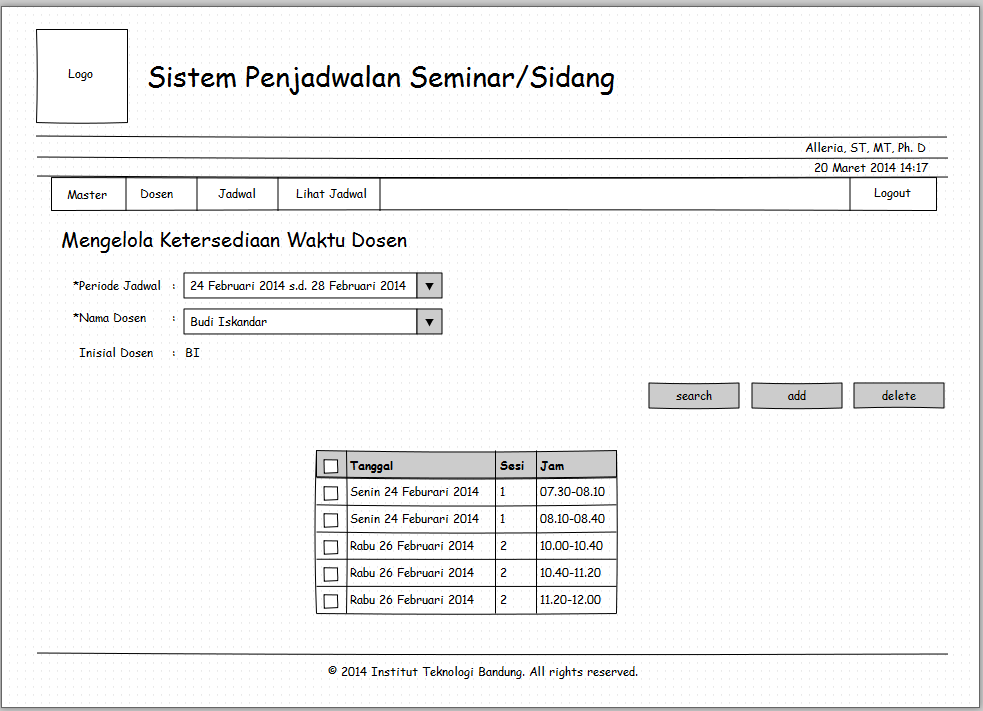 Logo
Sistem Penjadwalan Seminar/Sidang
Alleria, ST, MT, Ph. D
20 Maret 2014 14:17
Master Dosen Jadwal Lihat Jadwal Logout
Mengelola Ketersediaan Waktu Dosen
*Periode Jadwal : 24 Februari 2014 s.d. 28 Februari 2014
*Nama Dosen : Budi Iskandar
Inisial Dosen : BI
search add delete
Tanggal Sesi Jam
Senin 24 Feburari 2014 1 07.30-08.10
Senin 24 Feburari 2014 1 08.10-08.40
Rabu 26 Februari 2014 2 10.00-10.40
Rabu 26 Februari 2014 2 10.40-11.20
Rabu 26 Februari 2014 2 11.20-12.00
© 2014 Institut Teknologi Bandung. All rights reserved.